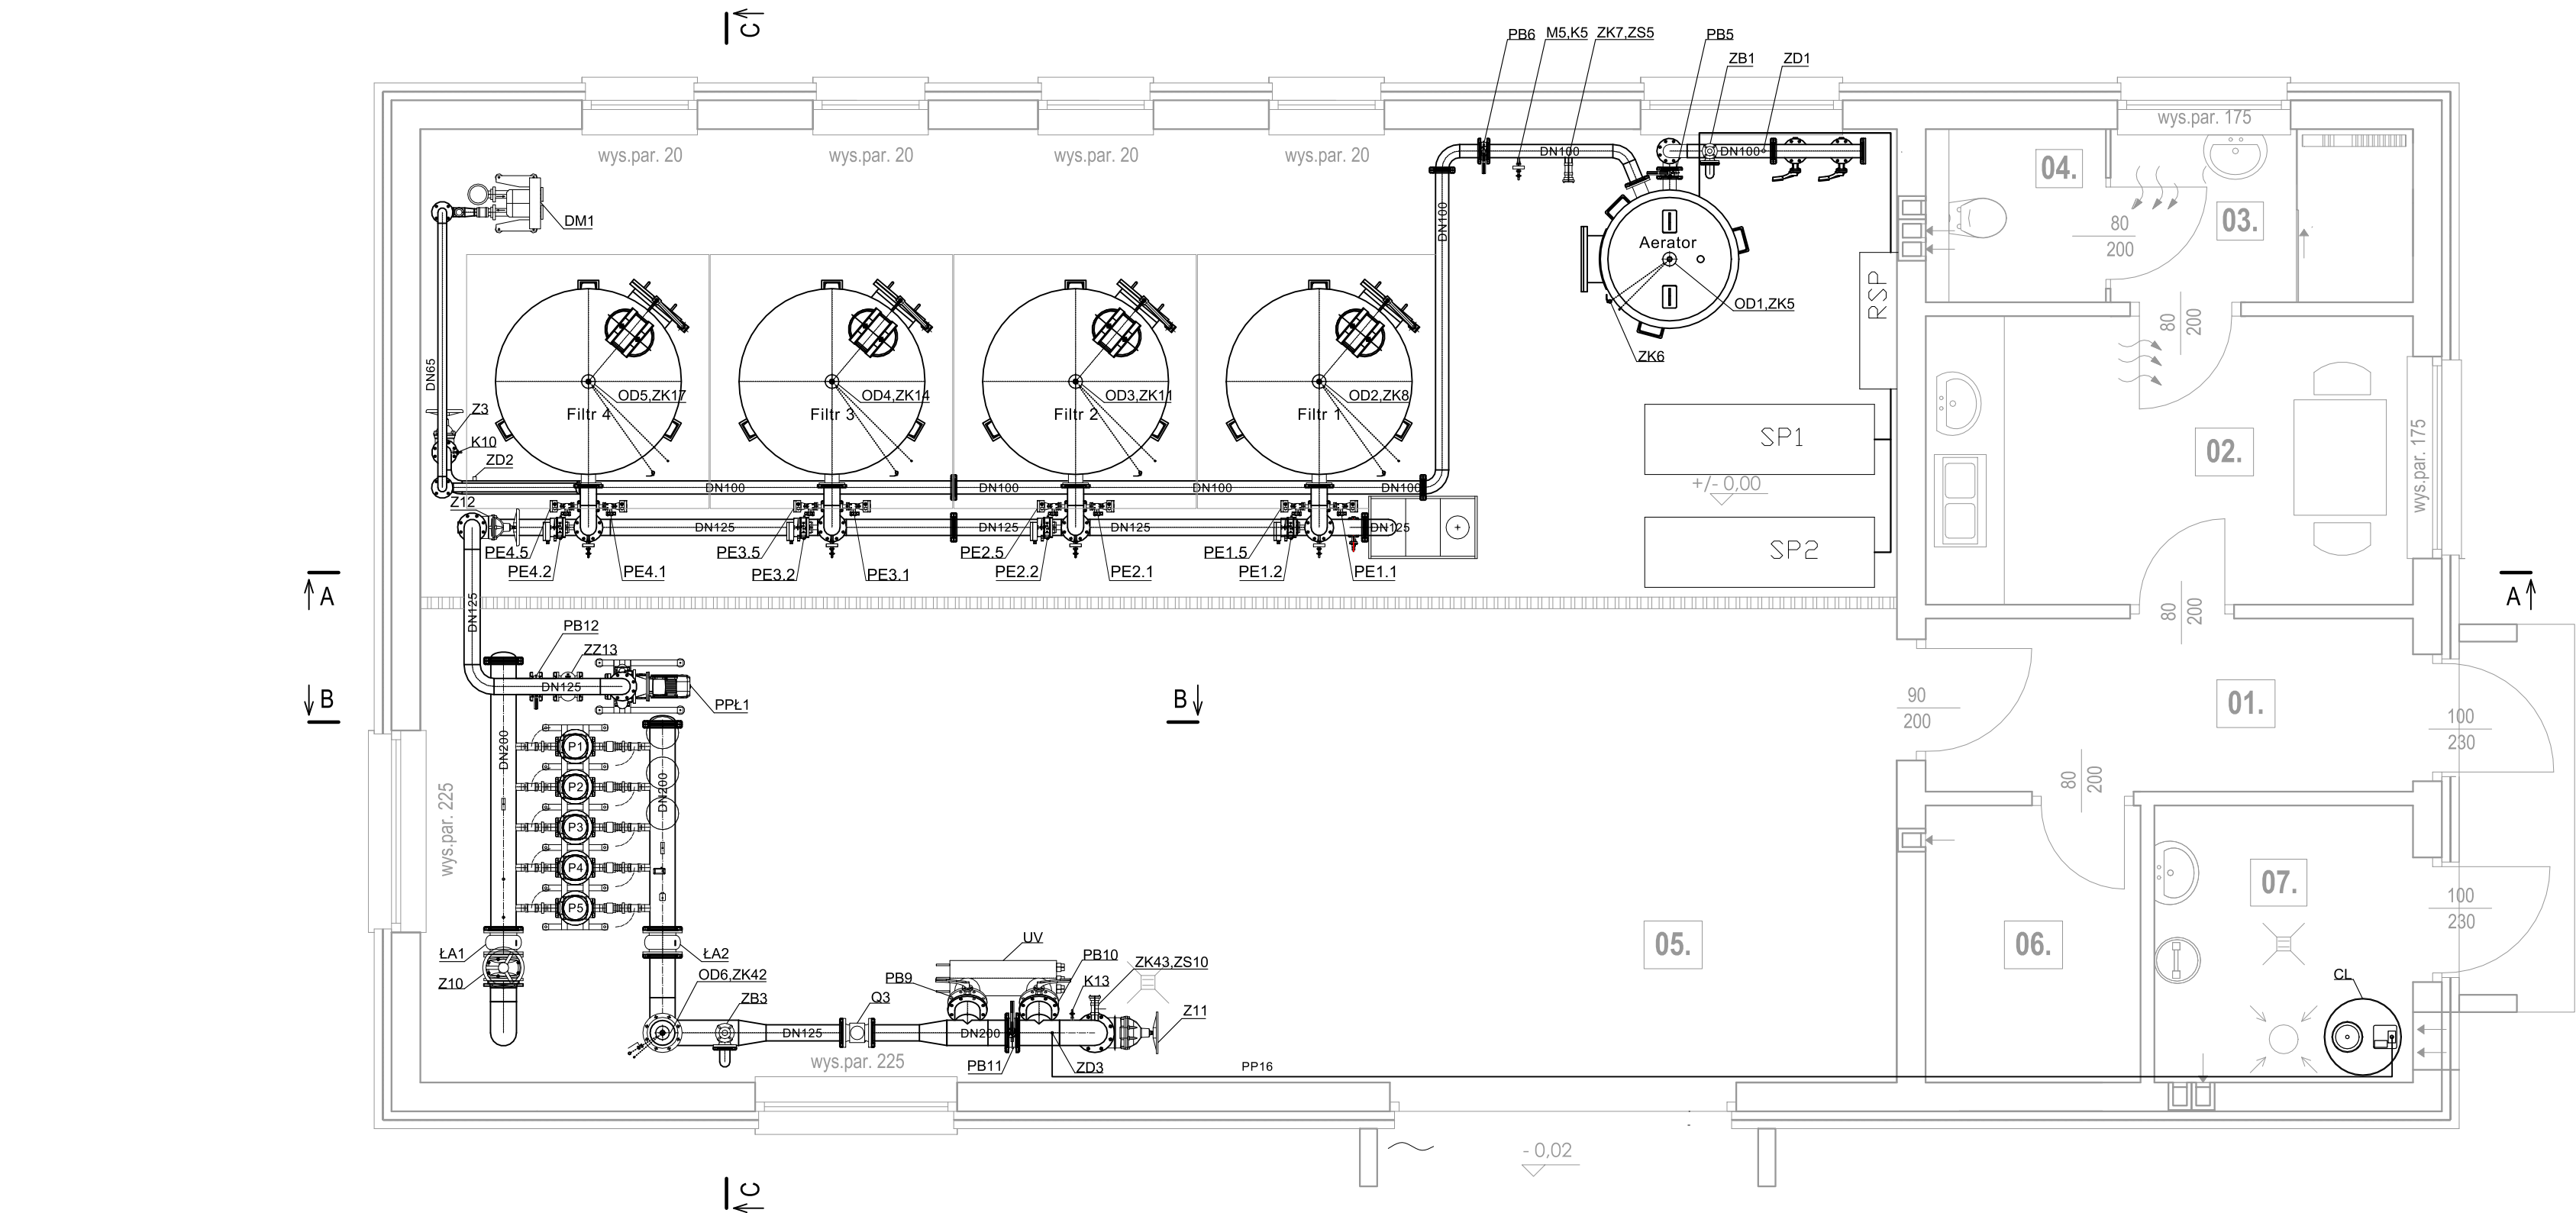 C
PB6
M5,K5
ZK7,ZS5
PB5
ZB1
ZD1
wys.par. 175
wys.par. 20
wys.par. 20
wys.par. 20
wys.par. 20
DN100
DN100
04.
03.
80
200
DM1
DN100
Aerator
OD1,ZK5
RSP
ZK6
80
200
DN65
Z3
K10
ZD2
OD5,ZK17
Filtr 4
OD4,ZK14
Filtr 3
OD3,ZK11
Filtr 2
OD2,ZK8
Filtr 1
SP1
02.
wys.par. 175
+/- 0,00
DN100
DN100
DN100
DN100
Z12
DN125
DN125
DN125
DN125
PE4.5
PE4.2
PE4.1
PE3.5
PE3.2
PE3.1
PE2.5
PE2.2
PE2.1
PE1.5
PE1.2
PE1.1
SP2
A
A
DN125
80
200
PB12
ZZ13
DN125
PPŁ1
B
B
90
200
01.
100
230
DN200
P1
P2
P3
P4
P5
DN200
wys.par. 225
80
200
07.
100
230
ŁA1
Z10
ŁA2
OD6,ZK42
ZB3
Q3
UV
PB9
PB10
K13
ZK43,ZS10
Z11
05.
06.
CL
DN125
DN200
wys.par. 225
PB11
ZD3
PP16
- 0,02
C